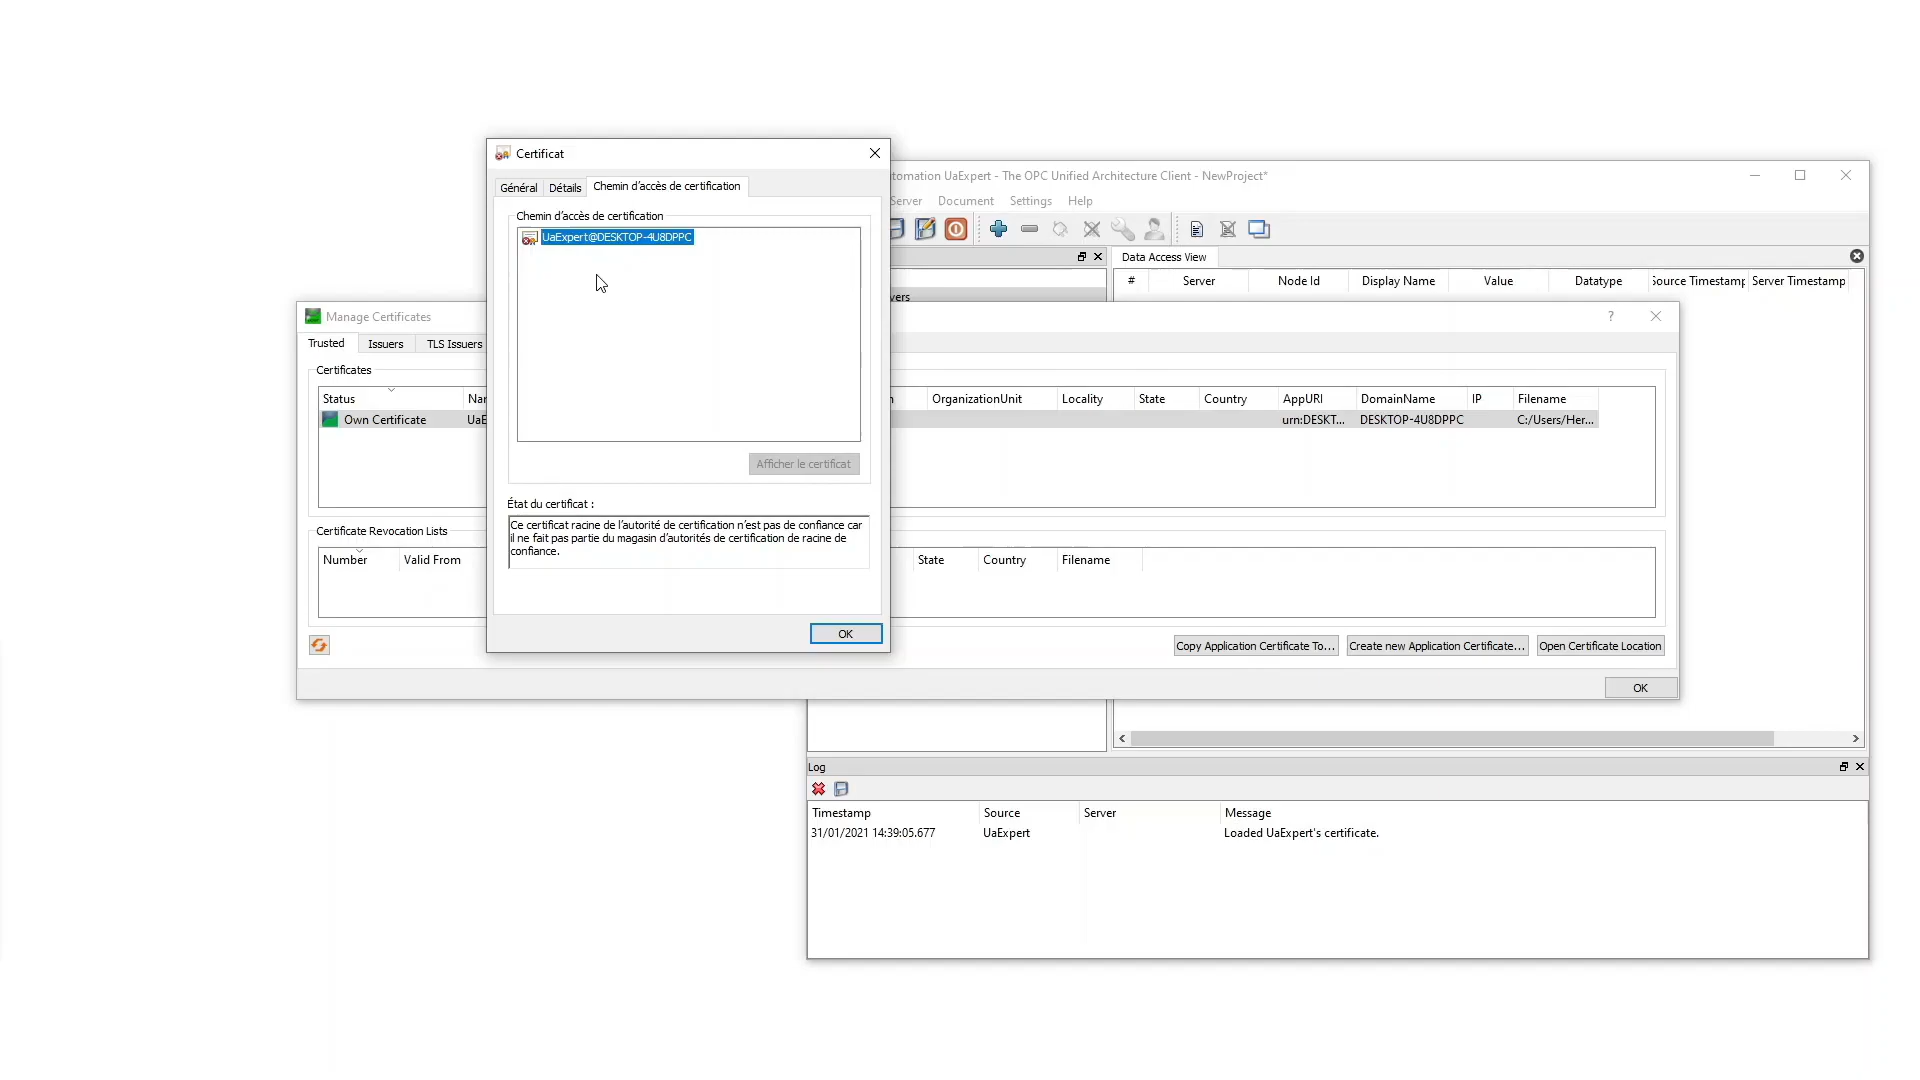 Certificat
Général
Détails
Chemin d'accès de certification
Chemin d'accès de certification
UaExpert@DESKTOP-4U8DPPC
Afficher le certificat
État du certificat :
Ce certificat racine de l'autorité de certification n'est pas de confiance car
il ne fait pas partie du magasin d'autorités de certification de racine de
confiance.
OK
UaExpert - The OPC Unified Architecture Client - NewProject*
Document Settings Help
Data Access View
# Server Node Id Display Name Value Datatype Source Timestamp Server Timestamp
Manage Certificates
?
Trusted Issuers TLS Issuers
Certificates
Status OrganizationUnit Locality State Country AppURI DomainName IP Filename
Own Certificate urn:DESKT... DESKTOP-4U8DPPC C:/Users/Her...
Certificate Revocation Lists
Number Valid From State Country Filename
Copy Application Certificate To... Create new Application Certificate... Open Certificate Location
OK
Log
Timestamp Source Server Message
31/01/2021 14:39:05.677 UaExpert Loaded UaExpert's certificate.